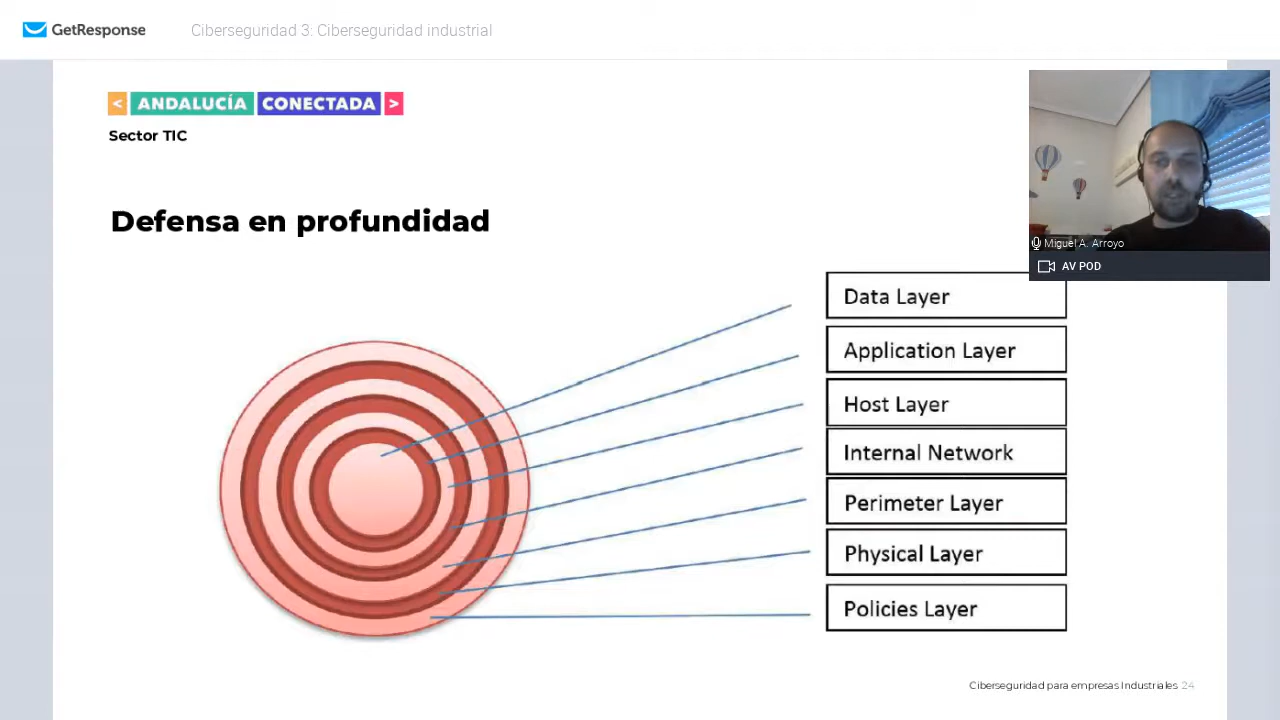 GetResponse
Ciberseguridad 3: Ciberseguridad industrial
< ANDALUCÍA CONECTADA >
Sector TIC
Miguel A. Arroyo
AV POD
Defensa en profundidad
Data Layer
Application Layer
Host Layer
Internal Network
Perimeter Layer
Physical Layer
Policies Layer
Ciberseguridad para empresas Industriales 24